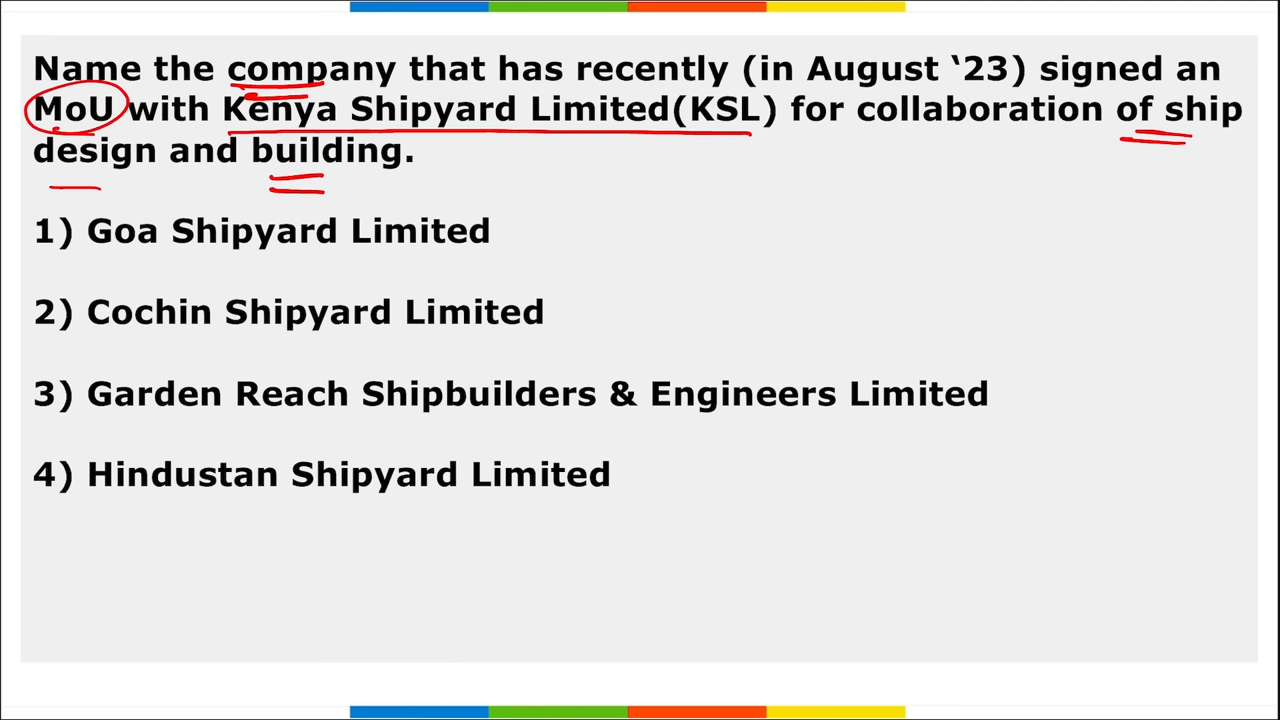 Name the company that has recently (in August ‘23) signed an
MoU with Kenya Shipyard Limited(KSL) for collaboration of ship
design and building.
1) Goa Shipyard Limited
2) Cochin Shipyard Limited
3) Garden Reach Shipbuilders & Engineers Limited
4) Hindustan Shipyard Limited